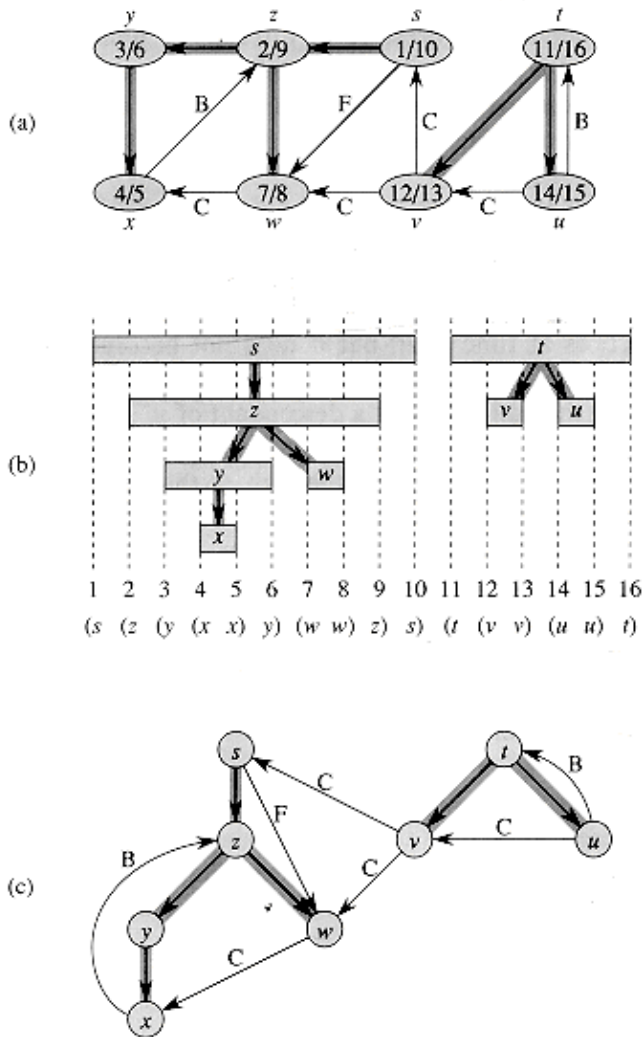 y z s t
3/6 2/9 1/10 11/16
(a) B F C B
4/5 C 7/8 C 12/13 C 14/15
x w v u
s t
z v u
(b) y w
x
1 2 3 4 5 6 7 8 9 10 11 12 13 14 15 16
(s (z (y (x x) y) (w w) z) s) (t (v v) (u u) t)
s t B
C
F
B z v C u
C
(c) y w
C
x